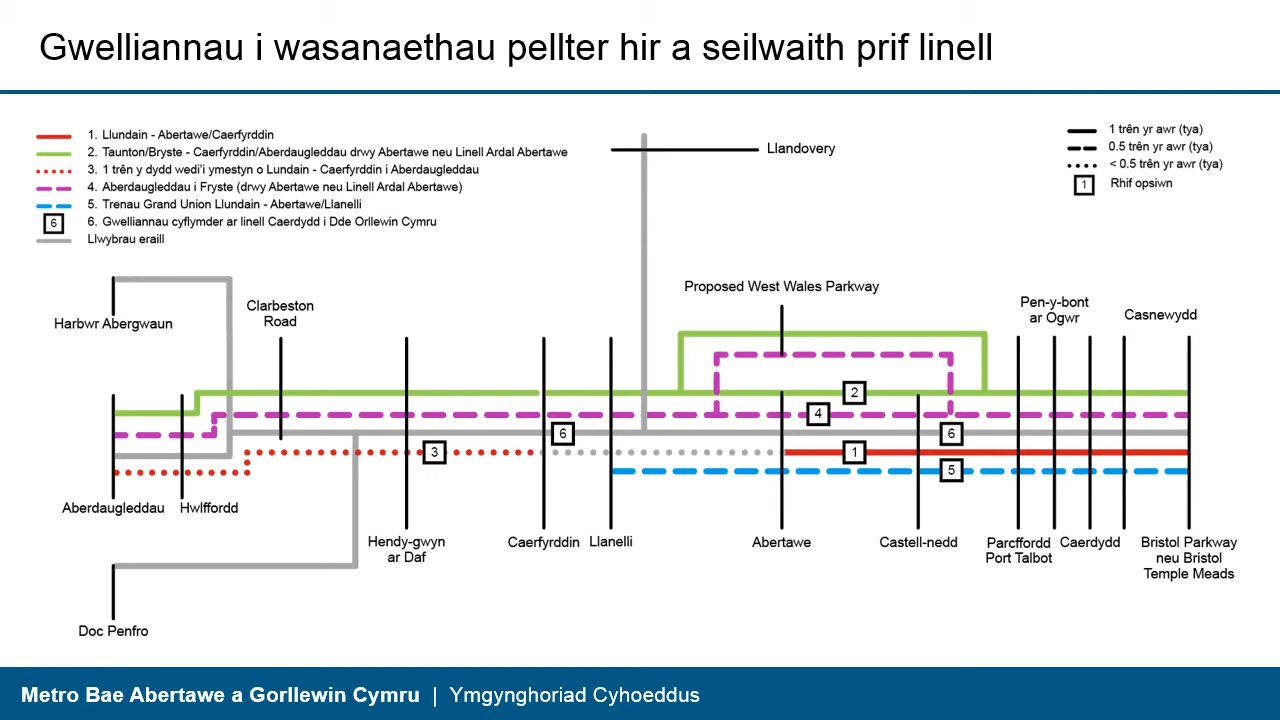 Gwelliannau i wasanaethau pellter hir a seilwaith prif linell
1. Llundain - Abertawe/Caerfyrddin
2. Taunton/Bryste - Caerfyrddin/Aberdaugleddau drwy Abertawe neu Linell Ardal Abertawe
3. 1 trên y dydd wedi'i ymestyn o Lundain - Caerfyrddin i Aberdaugleddau
4. Aberdaugleddau i Fryste (drwy Abertawe neu Linell Ardal Abertawe)
5. Trenau Grand Union Llundain - Abertawe/Llanelli
6 6. Gwelliannau cyflymder ar linell Caerdydd i Dde Orllewin Cymru
Llwybrau eraill
1 trên yr awr (tya)
0.5 trên yr awr (tya)
< 0.5 trên yr awr (tya)
1 Rhif opsiwn
Llandovery
Proposed West Wales Parkway
Harbwr Abergwaun
Clarbeston
Road
Pen-y-bont
ar Ogwr
Casnewydd
2
4
6
6
3
1
5
Aberdaugleddau
Hwlffordd
Hendy-gwyn
ar Daf
Caerfyrddin
Llanelli
Abertawe
Castell-nedd
Parcffordd
Port Talbot
Caerdydd
Bristol Parkway
neu Bristol
Temple Meads
Doc Penfro
Metro Bae Abertawe a Gorllewin Cymru | Ymgynghoriad Cyhoeddus